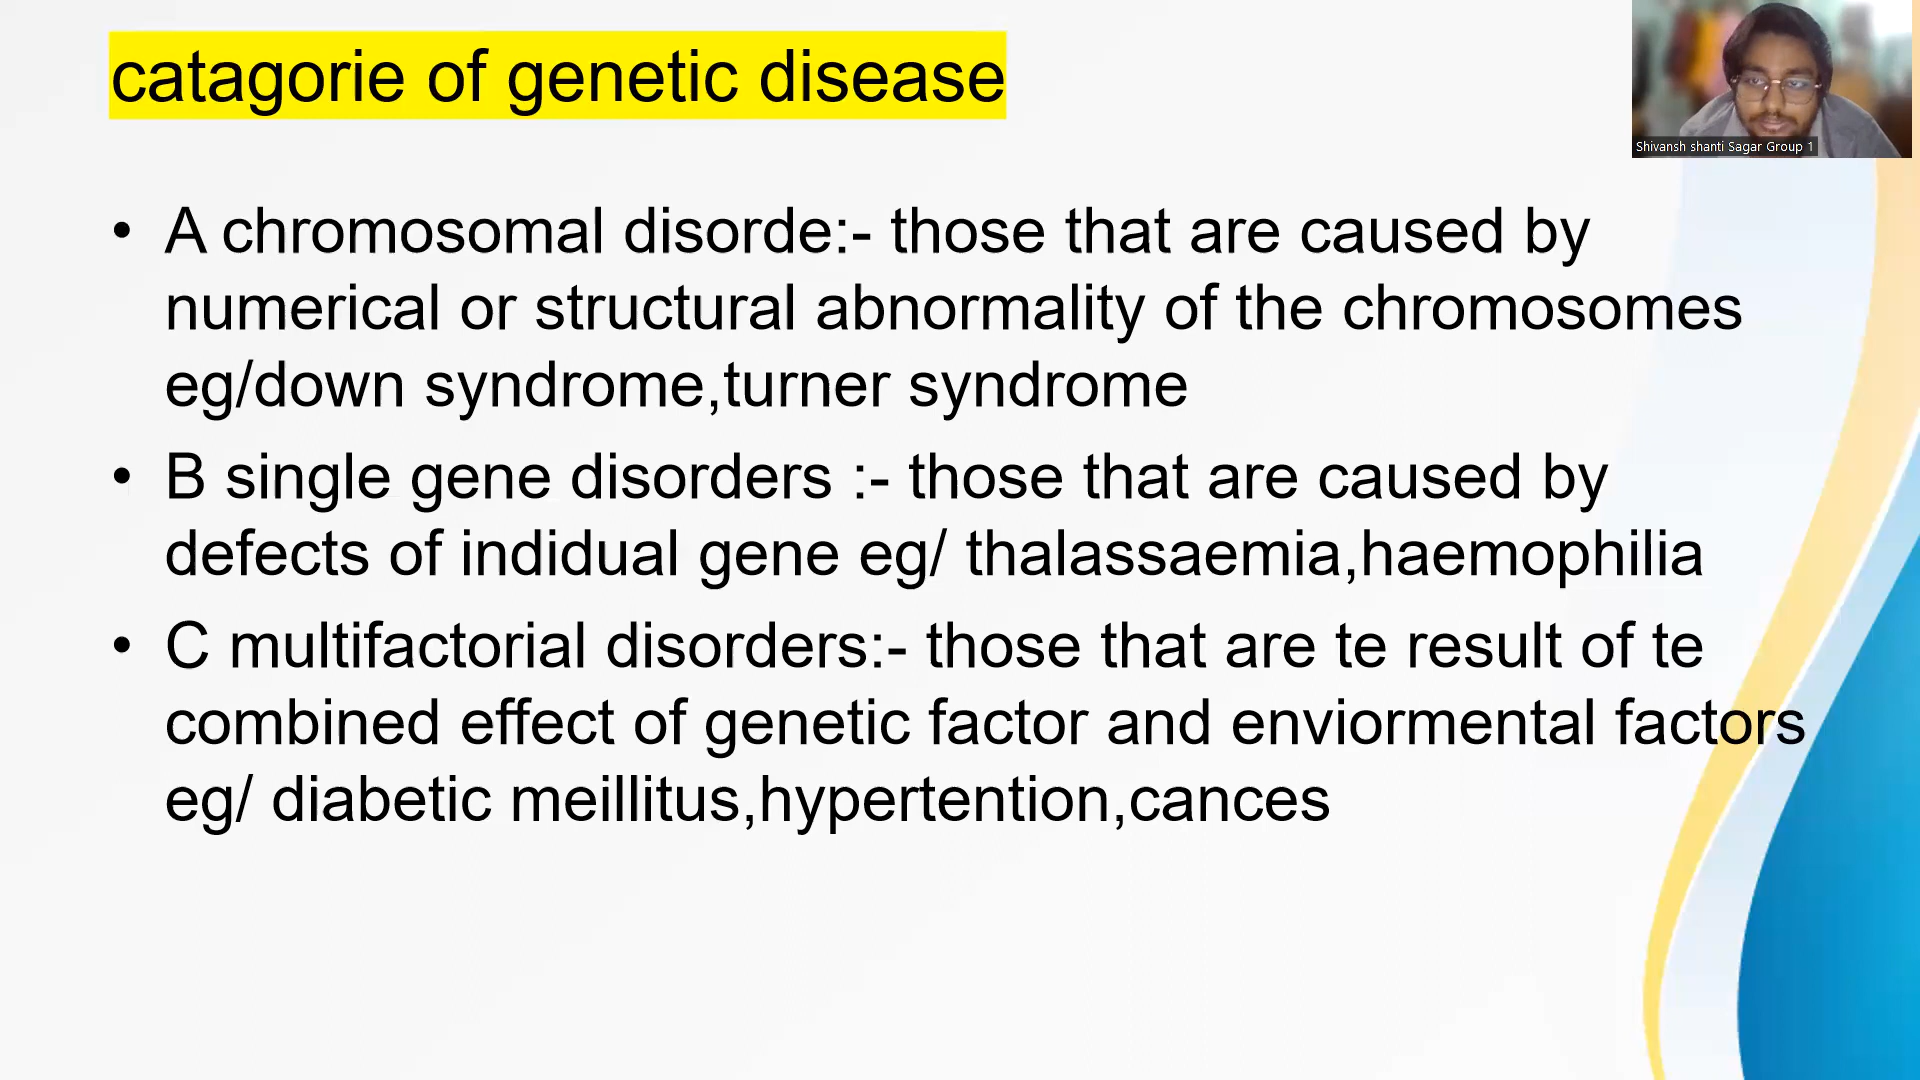 catagorie of genetic disease
Shivansh shanti Sagar Group 1
• A chromosomal disorde:- those that are caused by
numerical or structural abnormality of the chromosomes
eg/down syndrome,turner syndrome
• B single gene disorders :- those that are caused by
defects of indidual gene eg/ thalassaemia,haemophilia
• C multifactorial disorders:- those that are te result of te
combined effect of genetic factor and enviormental factors
eg/ diabetic meillitus,hypertention,cances